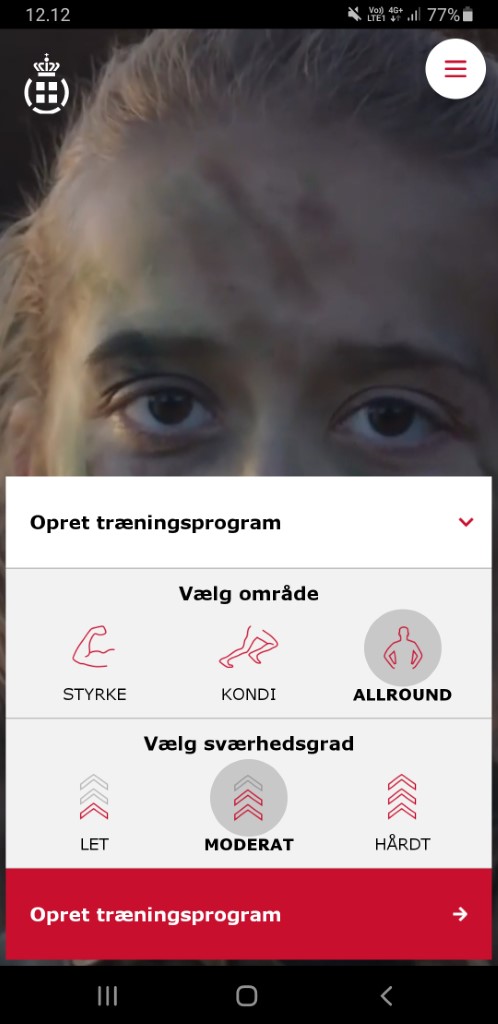 12.12
Vo)) 4G+
LTE1
77%
Opret træningsprogram
Vælg område
STYRKE KONDI ALLROUND
Vælg sværhedsgrad
LET MODERAT HÅRDT
Opret træningsprogram